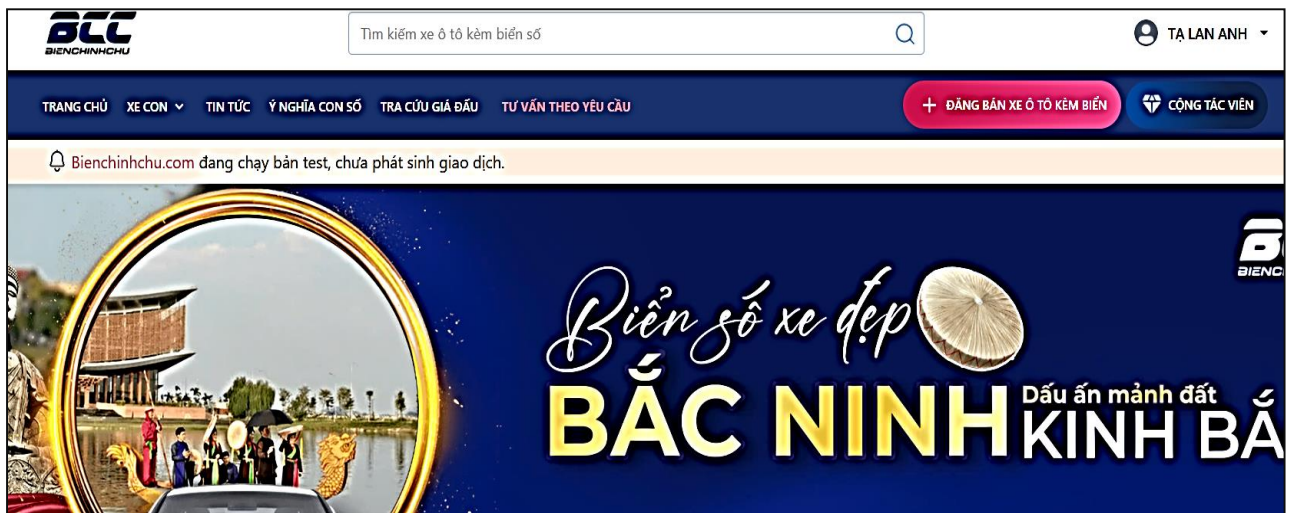 BCC
BIENCHINHCHU
Tìm kiếm xe ô tô kèm biển số
TẠ LAN ANH
TRANG CHỦ XE CON TIN TỨC Ý NGHĨA CON SỐ TRA CỨU GIÁ ĐẤU TƯ VẤN THEO YÊU CẦU
+ ĐĂNG BÁN XE Ô TÔ KÈM BIỂN
CỘNG TÁC VIÊN
Bienchinhchu.com đang chạy bản test, chưa phát sinh giao dịch.
Biển số xe đẹp
BẮC NINH
Dấu ấn mảnh đất
KINH BẮ
B
BIENC